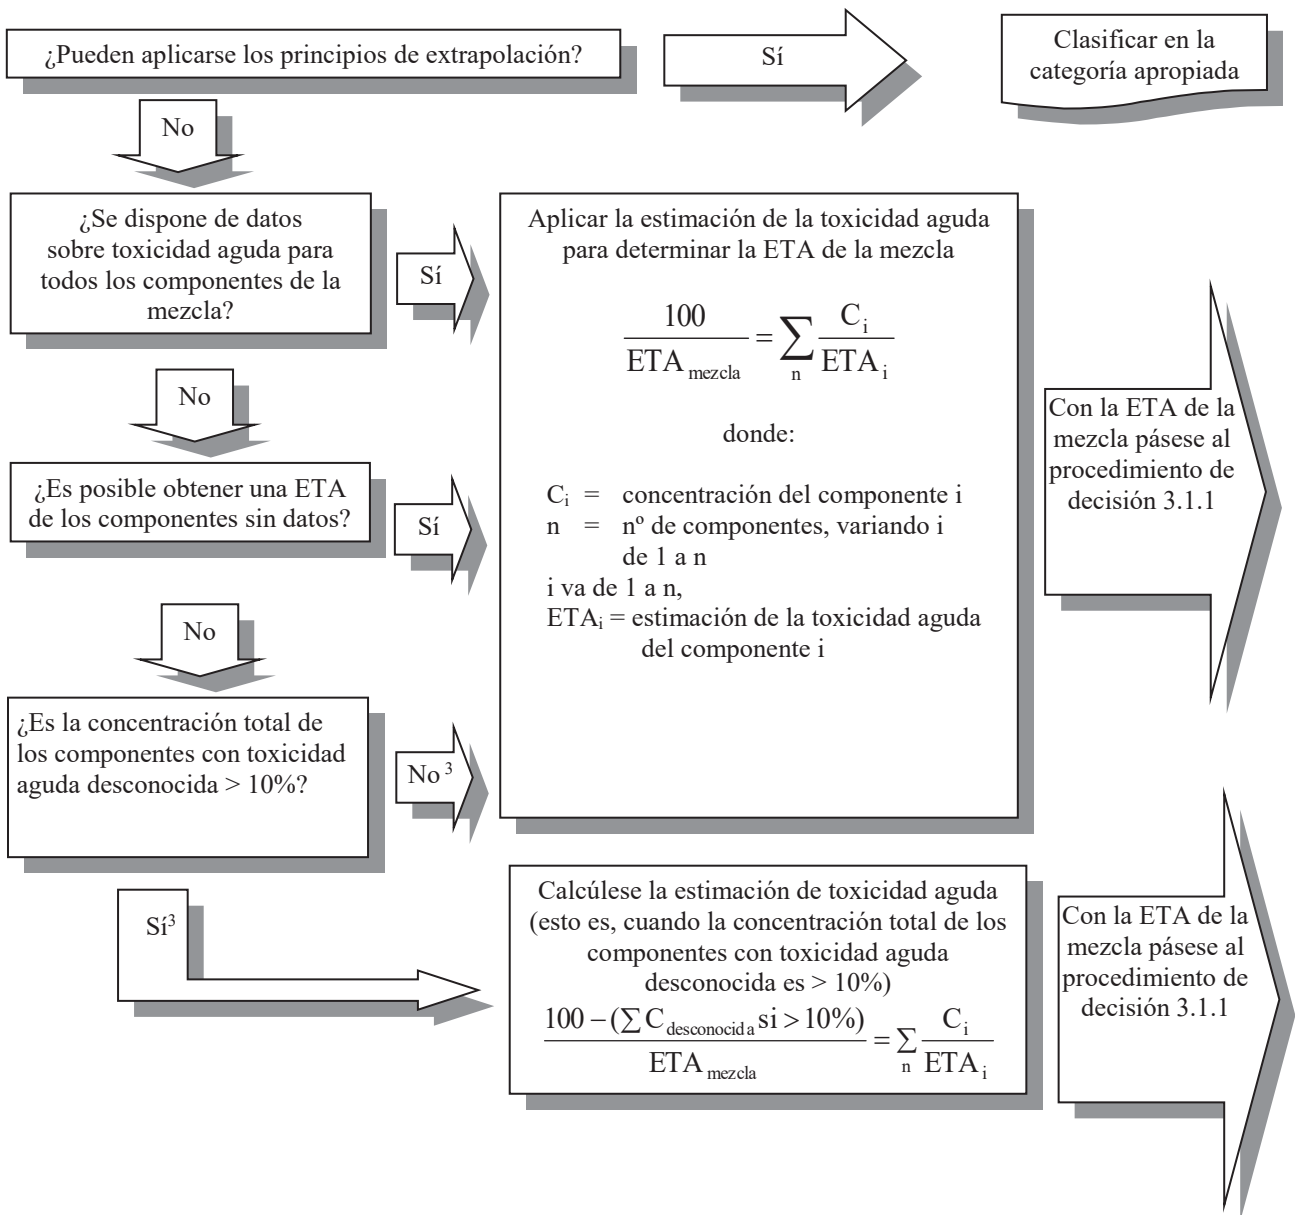 ¿Pueden aplicarse los principios de extrapolación?
Sí
Clasificar en la
categoría apropiada
No
¿Se dispone de datos
sobre toxicidad aguda para
todos los componentes de la
mezcla?
Sí
Aplicar la estimación de la toxicidad aguda
para determinar la ETA de la mezcla
100 / ETA mezcla = ∑ n C i / ETA i
donde:
Ci = concentración del componente i
n = nº de componentes, variando i
de 1 a n
i va de 1 a n,
ETAi = estimación de la toxicidad aguda
del componente i
Con la ETA de la
mezcla pásese al
procedimiento de
decisión 3.1.1
No
¿Es posible obtener una ETA
de los componentes sin datos?
Sí
No
¿Es la concentración total de
los componentes con toxicidad
aguda desconocida > 10%?
No ³
Sí³
Calcúlese la estimación de toxicidad aguda
(esto es, cuando la concentración total de los
componentes con toxicidad aguda
desconocida es > 10%)
100 – (∑ C desconocida si > 10%) / ETA mezcla = ∑ n C i / ETA i
Con la ETA de la
mezcla pásese al
procedimiento de
decisión 3.1.1